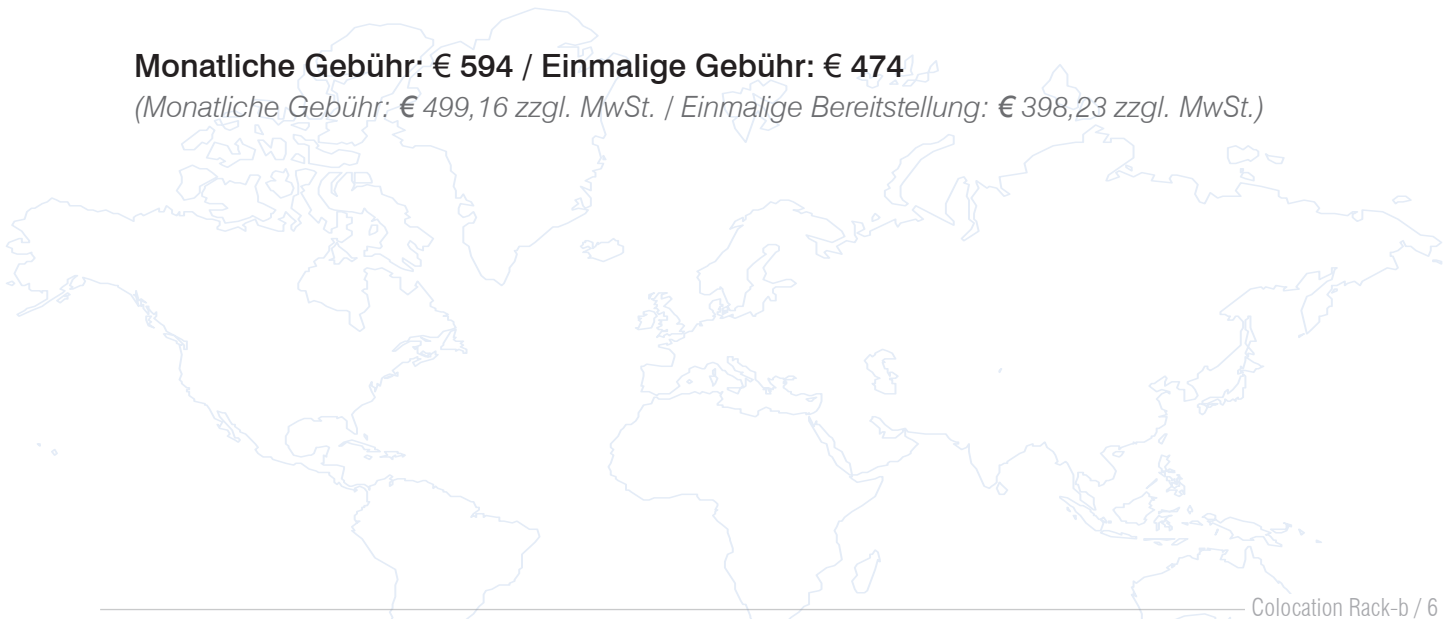 Monatliche Gebühr: € 594 / Einmalige Gebühr: € 474
(Monatliche Gebühr: € 499,16 zzgl. MwSt. / Einmalige Bereitstellung: € 398,23 zzgl. MwSt.)
Colocation Rack-b / 6